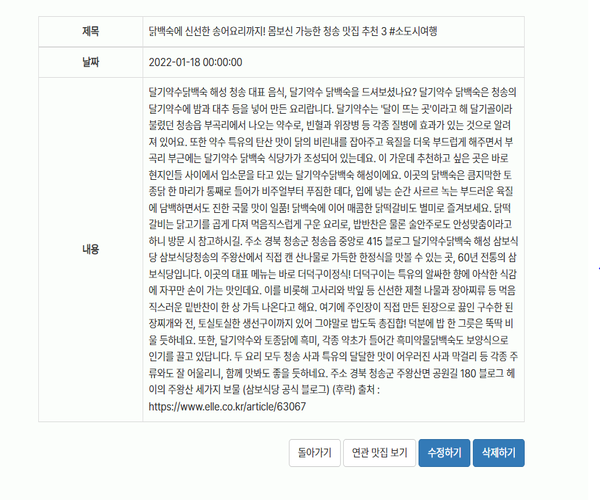 제목
닭백숙에 신선한 송어요리까지! 몸보신 가능한 청송 맛집 추천 3 #소도시여행
날짜
2022-01-18 00:00:00
내용
달기약수닭백숙 해성 청송 대표 음식, 달기약수 닭백숙을 드셔보셨나요? 달기약수 닭백숙은 청송의
달기약수에 밤과 대추 등을 넣어 만든 요리랍니다. 달기약수는 '달이 뜨는 곳'이라고 해 달기골이라
불렸던 청송읍 부곡리에서 나오는 약수로, 빈혈과 위장병 등 각종 질병에 효과가 있는 것으로 알려
져 있어요. 또한 약수 특유의 탄산 맛이 닭의 비린내를 잡아주고 육질을 더욱 부드럽게 해주면서 부
곡리 부근에는 달기약수 닭백숙 식당가가 조성되어 있는데요. 이 가운데 추천하고 싶은 곳은 바로
현지인들 사이에서 입소문을 타고 있는 달기약수닭백숙 해성이에요. 이곳의 닭백숙은 큼지막한 토
종닭 한 마리가 통째로 들어가 비주얼부터 푸짐한 데다, 입에 넣는 순간 사르르 녹는 부드러운 육질
에 담백하면서도 진한 국물 맛이 일품! 닭백숙에 이어 매콤한 닭떡갈비도 별미로 즐겨보세요. 닭떡
갈비는 닭고기를 곱게 다져 먹음직스럽게 구운 요리로, 밥반찬은 물론 술안주로도 안성맞춤이라고
하니 방문 시 참고하시길. 주소 경북 청송군 청송읍 중앙로 415 블로그 달기약수닭백숙 해성 삼보식
당 삼보식당청송의 주왕산에서 직접 캔 산나물로 가득한 한정식을 맛볼 수 있는 곳, 60년 전통의 삼
보식당입니다. 이곳의 대표 메뉴는 바로 더덕구이정식! 더덕구이는 특유의 알싸한 향에 아삭한 식감
에 자꾸만 손이 가는 맛인데요. 이를 비롯해 고사리와 박잎 등 신선한 제철 나물과 장아찌류 등 먹음
직스러운 밑반찬이 한 상 가득 나온다고 해요. 여기에 주인장이 직접 만든 된장으로 끓인 구수한 된
장찌개와 전, 토실토실한 생선구이까지 있어 그야말로 밥도둑 총집합! 덕분에 밥 한 그릇은 뚝딱 비
울 듯하네요. 또한, 달기약수와 토종닭에 흑미, 각종 약초가 들어간 흑미약물닭백숙도 보양식으로
인기를 끌고 있답니다. 두 요리 모두 청송 사과 특유의 달달한 맛이 어우러진 사과 막걸리 등 각종 주
류와도 잘 어울리니, 함께 맛봐도 좋을 듯하네요. 주소 경북 청송군 주왕산면 공원길 180 블로그 헤
이의 주왕산 세가지 보물 (삼보식당 공식 블로그) (후략) 출처 :
https://www.elle.co.kr/article/63067
돌아가기 연관 맛집 보기 수정하기 삭제하기